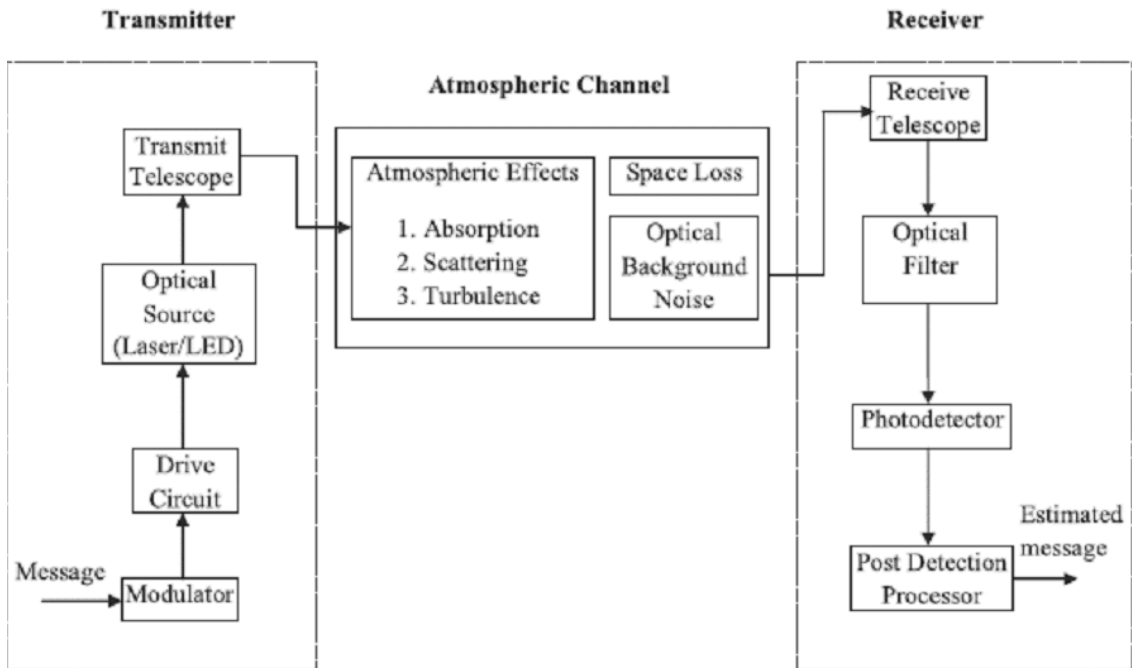 Transmitter
Receiver
Atmospheric Channel
Transmit
Telescope
Optical
Source
(Laser/LED)
Drive
Circuit
Message
Modulator
Atmospheric Effects
1. Absorption
2. Scattering
3. Turbulence
Space Loss
Optical
Background
Noise
Receive
Telescope
Optical
Filter
Photodetector
Post Detection
Processor
Estimated
message